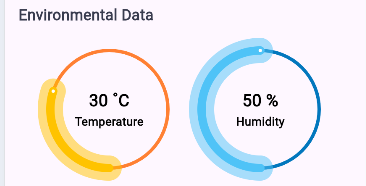 Environmental Data
30 ˚C
Temperature
50 %
Humidity